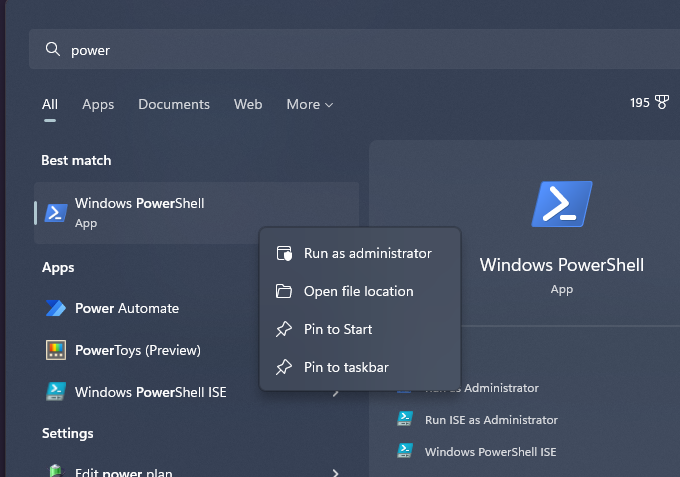 power
All Apps Documents Web More
195
Best match
Windows PowerShell
App
Run as administrator
Open file location
Pin to Start
Pin to taskbar
Apps
Power Automate
PowerToys (Preview)
Windows PowerShell ISE
Settings
Edit power plan
Windows PowerShell
App
Run as Administrator
Run ISE as Administrator
Windows PowerShell ISE